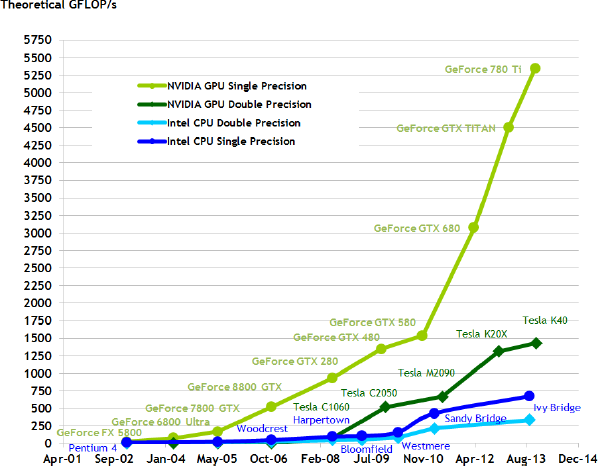 Theoretical GFLOP/s
5750
5500
5250
5000
4750
4500
4250
4000
3750
3500
3250
3000
2750
2500
2250
2000
1750
1500
1250
1000
750
500
250
0
NVIDIA GPU Single Precision
NVIDIA GPU Double Precision
Intel CPU Double Precision
Intel CPU Single Precision
GeForce 780 Ti
GeForce GTX TITAN
GeForce GTX 680
GeForce GTX 580
GeForce GTX 480
GeForce GTX 280
GeForce 8800 GTX
GeForce 7800 GTX
GeForce 6800 Ultra
GeForce FX 5800
Tesla K40
Tesla K20X
Tesla M2090
Tesla C2050
Tesla C1060
Harpertown
Woodcrest
Pentium 4
Bloomfield
Westmere
Sandy Bridge
Ivy Bridge
Apr-01 Sep-02 Jan-04 May-05 Oct-06 Feb-08 Jul-09 Nov-10 Apr-12 Aug-13 Dec-14